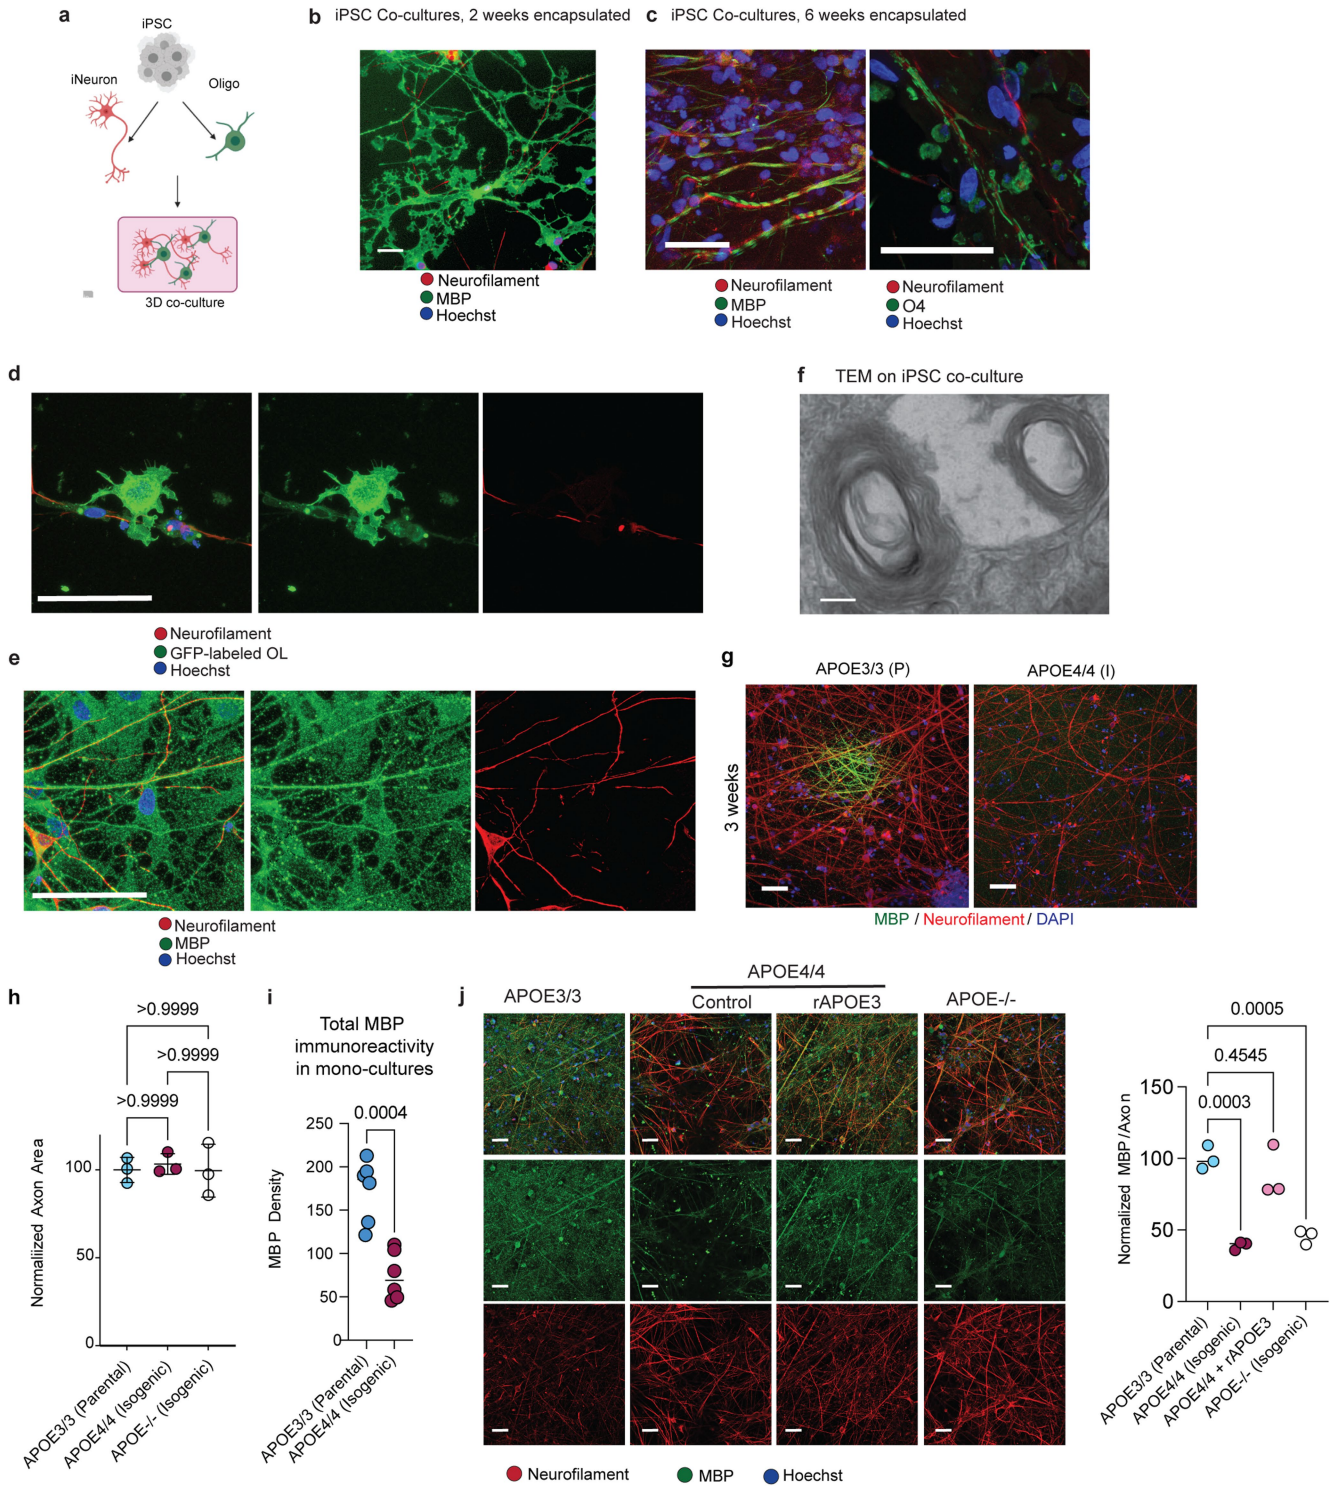 a
iPSC
iNeuron
Oligo
3D co-culture
b iPSC Co-cultures, 2 weeks encapsulated
Neurofilament
MBP
Hoechst
c iPSC Co-cultures, 6 weeks encapsulated
Neurofilament
MBP
Hoechst
Neurofilament
O4
Hoechst
d
Neurofilament
GFP-labeled OL
Hoechst
e
Neurofilament
MBP
Hoechst
f TEM on iPSC co-culture
g
APOE3/3 (P)
APOE4/4 (I)
3 weeks
MBP / Neurofilament / DAPI
h
>0.9999
>0.9999
>0.9999
Normaliized Axon Area
100
50
0
APOE3/3 (Parental)
APOE4/4 (Isogenic)
APOE-/- (Isogenic)
i
Total MBP
immunoreactivity
in mono-cultures
0.0004
MBP Density
250
200
150
100
50
0
APOE3/3 (Parental)
APOE4/4 (Isogenic)
j
APOE3/3
APOE4/4
Control
rAPOE3
APOE-/-
Neurofilament
MBP
Hoechst
0.0005
0.4545
0.0003
Normalized MBP/Axon
150
100
50
0
APOE3/3 (Parental)
APOE4/4 (Isogenic)
APOE4/4 + rAPOE3
APOE-/- (Isogenic)